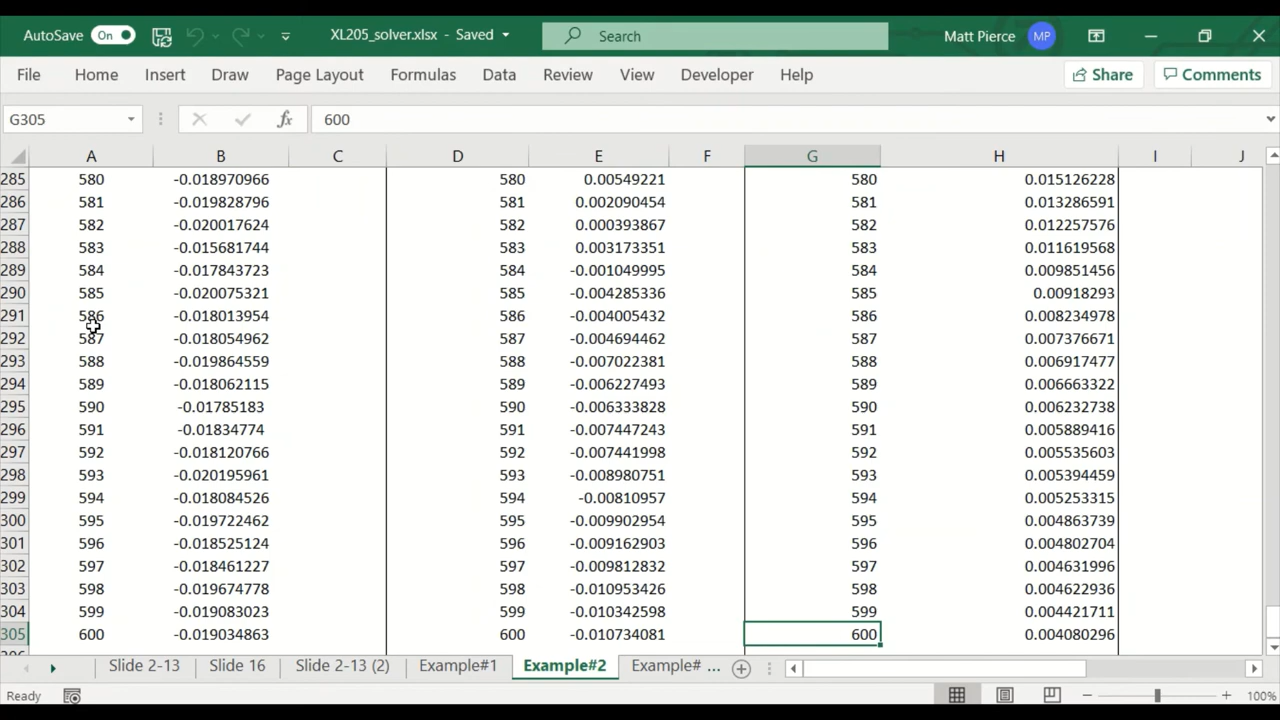 AutoSave On XL205_solver.xlsx - Saved Search Matt Pierce MP
File Home Insert Draw Page Layout Formulas Data Review View Developer Help Share Comments
G305 fx 600
A B C D E F G H I J
285 580 -0.018970966 580 0.00549221 580 0.015126228
286 581 -0.019828796 581 0.002090454 581 0.013286591
287 582 -0.020017624 582 0.000393867 582 0.012257576
288 583 -0.015681744 583 0.003173351 583 0.011619568
289 584 -0.017843723 584 -0.001049995 584 0.009851456
290 585 -0.020075321 585 -0.004285336 585 0.00918293
291 586 -0.018013954 586 -0.004005432 586 0.008234978
292 587 -0.018054962 587 -0.004694462 587 0.007376671
293 588 -0.019864559 588 -0.007022381 588 0.006917477
294 589 -0.018062115 589 -0.006227493 589 0.006663322
295 590 -0.01785183 590 -0.006333828 590 0.006232738
296 591 -0.01834774 591 -0.007447243 591 0.005889416
297 592 -0.018120766 592 -0.007441998 592 0.005535603
298 593 -0.020195961 593 -0.008980751 593 0.005394459
299 594 -0.018084526 594 -0.00810957 594 0.005253315
300 595 -0.019722462 595 -0.009902954 595 0.004863739
301 596 -0.018525124 596 -0.009162903 596 0.004802704
302 597 -0.018461227 597 -0.009812832 597 0.004631996
303 598 -0.019674778 598 -0.010953426 598 0.004622936
304 599 -0.019083023 599 -0.010342598 599 0.004421711
305 600 -0.019034863 600 -0.010734081 600 0.004080296
Slide 2-13 Slide 16 Slide 2-13 (2) Example#1 Example#2 Example# ...
Ready 100%